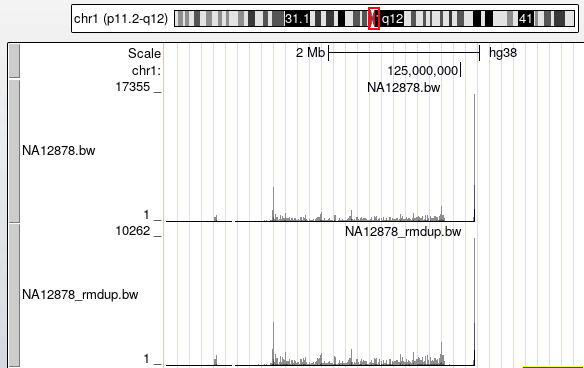 chr1 (p11.2-q12) 31.1 q12 41
Scale 2 Mb hg38
chr1: 125,000,000
17355 _ NA12878.bw
NA12878.bw
1 _
10262 _ NA12878_rmdup.bw
NA12878_rmdup.bw
1 _